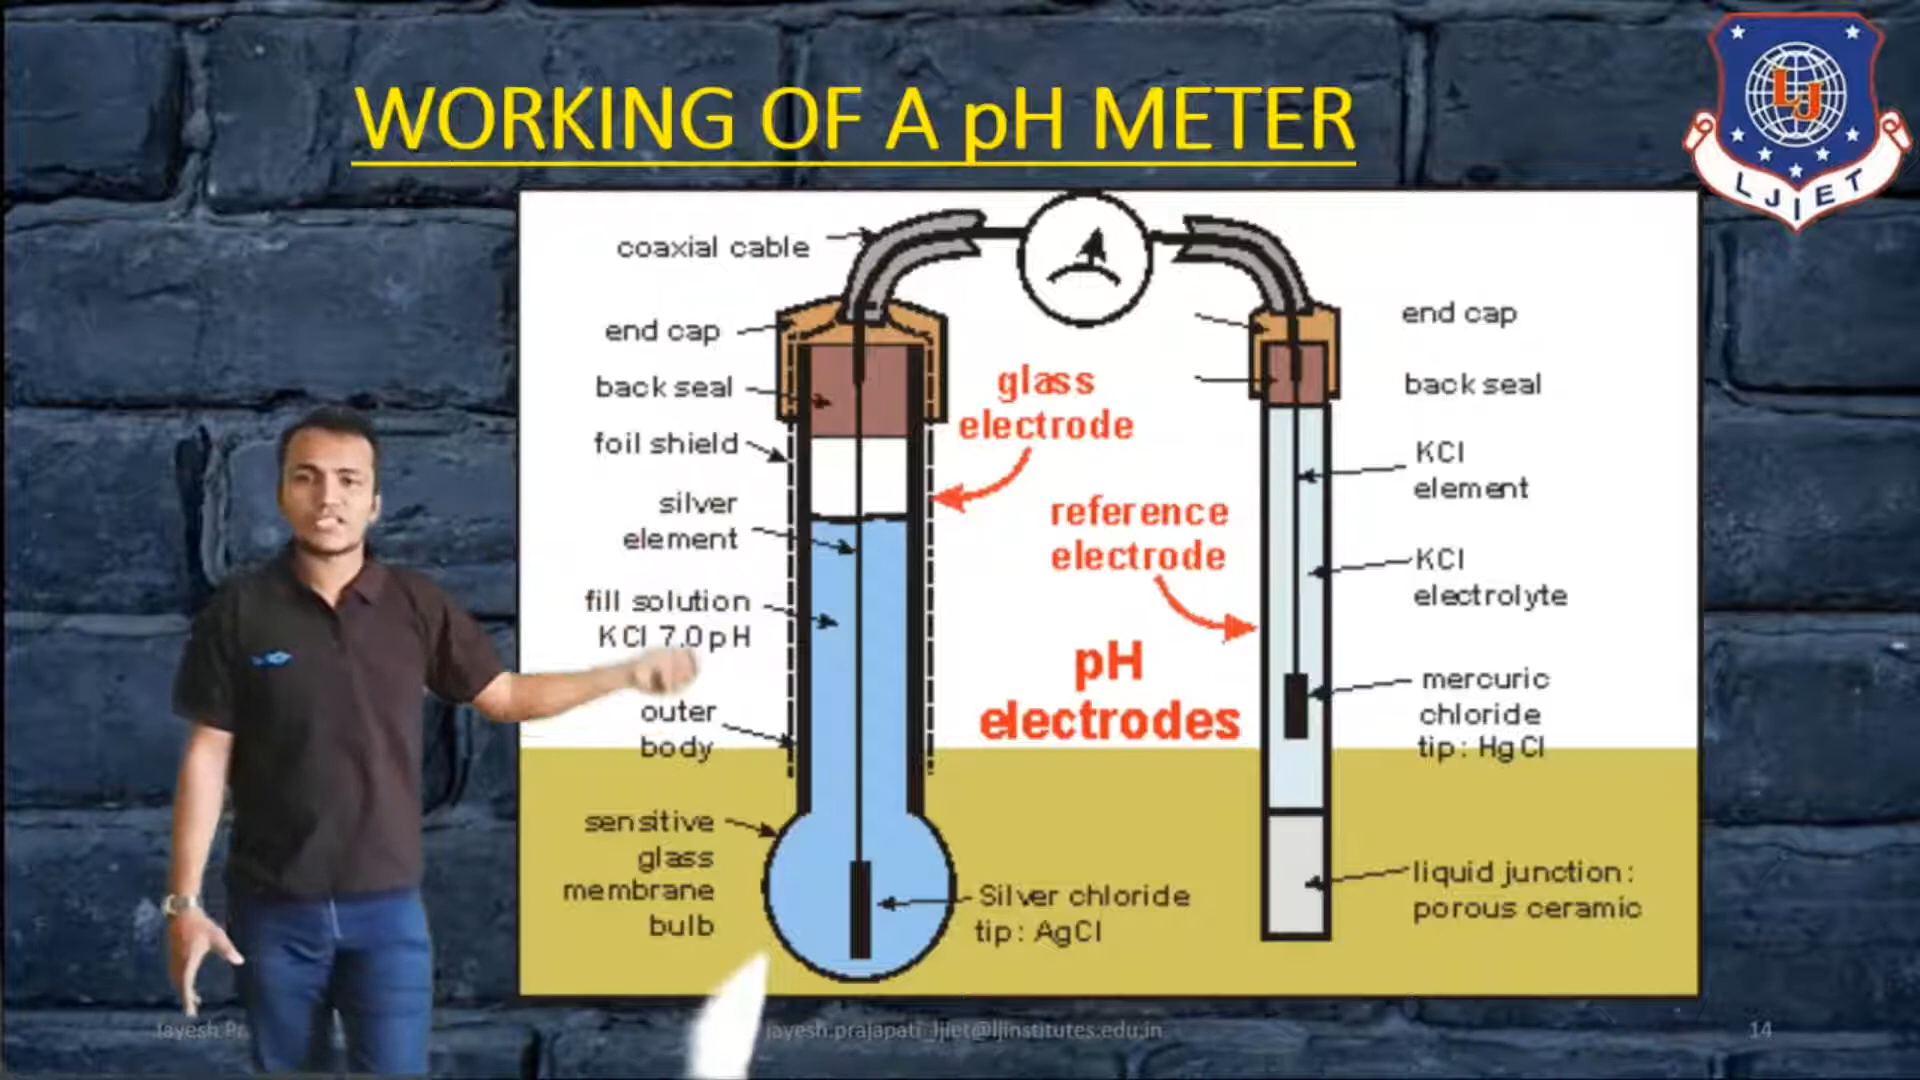 WORKING OF A pH METER
LJ
LJIET
coaxial cable
end cap
back seal
foil shield
silver
element
fill solution
KCl 7.0 pH
outer
body
sensitive
glass
membrane
bulb
glass
electrode
reference
electrode
pH
electrodes
Silver chloride
tip: AgCl
end cap
back seal
KCl
element
KCl
electrolyte
mercuric
chloride
tip: HgCl
liquid junction:
porous ceramic
Jayesh Pr
jayesh.prajapati_ljiet@ljinstitutes.edu.in
14